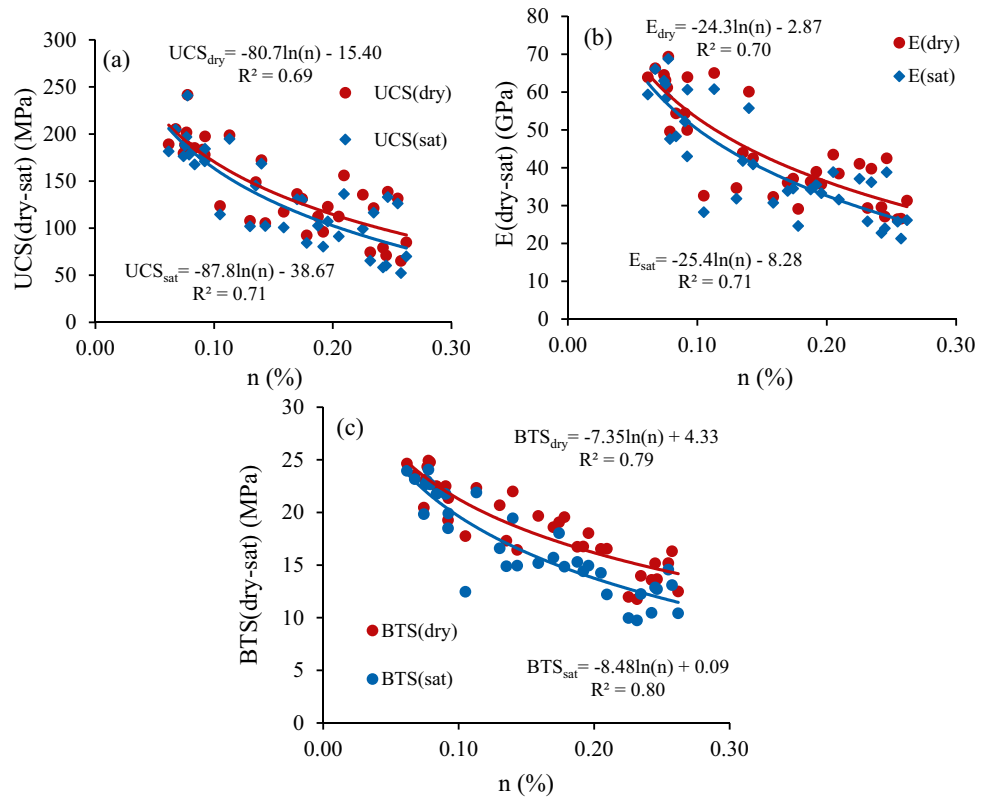 (a)
UCS(dry-sat) (MPa)
300
250
200
150
100
50
0
UCSdry= -80.7ln(n) - 15.40
R² = 0.69
UCS(dry)
UCS(sat)
UCSsat= -87.8ln(n) - 38.67
R² = 0.71
0.00 0.10 0.20 0.30
n (%)
(b)
E(dry-sat) (GPa)
80
70
60
50
40
30
20
10
0
Edry= -24.3ln(n) - 2.87
R² = 0.70
E(dry)
E(sat)
Esat= -25.4ln(n) - 8.28
R² = 0.71
0.00 0.10 0.20 0.30
n (%)
(c)
BTS(dry-sat) (MPa)
30
25
20
15
10
5
0
BTSdry= -7.35ln(n) + 4.33
R² = 0.79
BTS(dry)
BTS(sat)
BTSsat= -8.48ln(n) + 0.09
R² = 0.80
0.00 0.10 0.20 0.30
n (%)